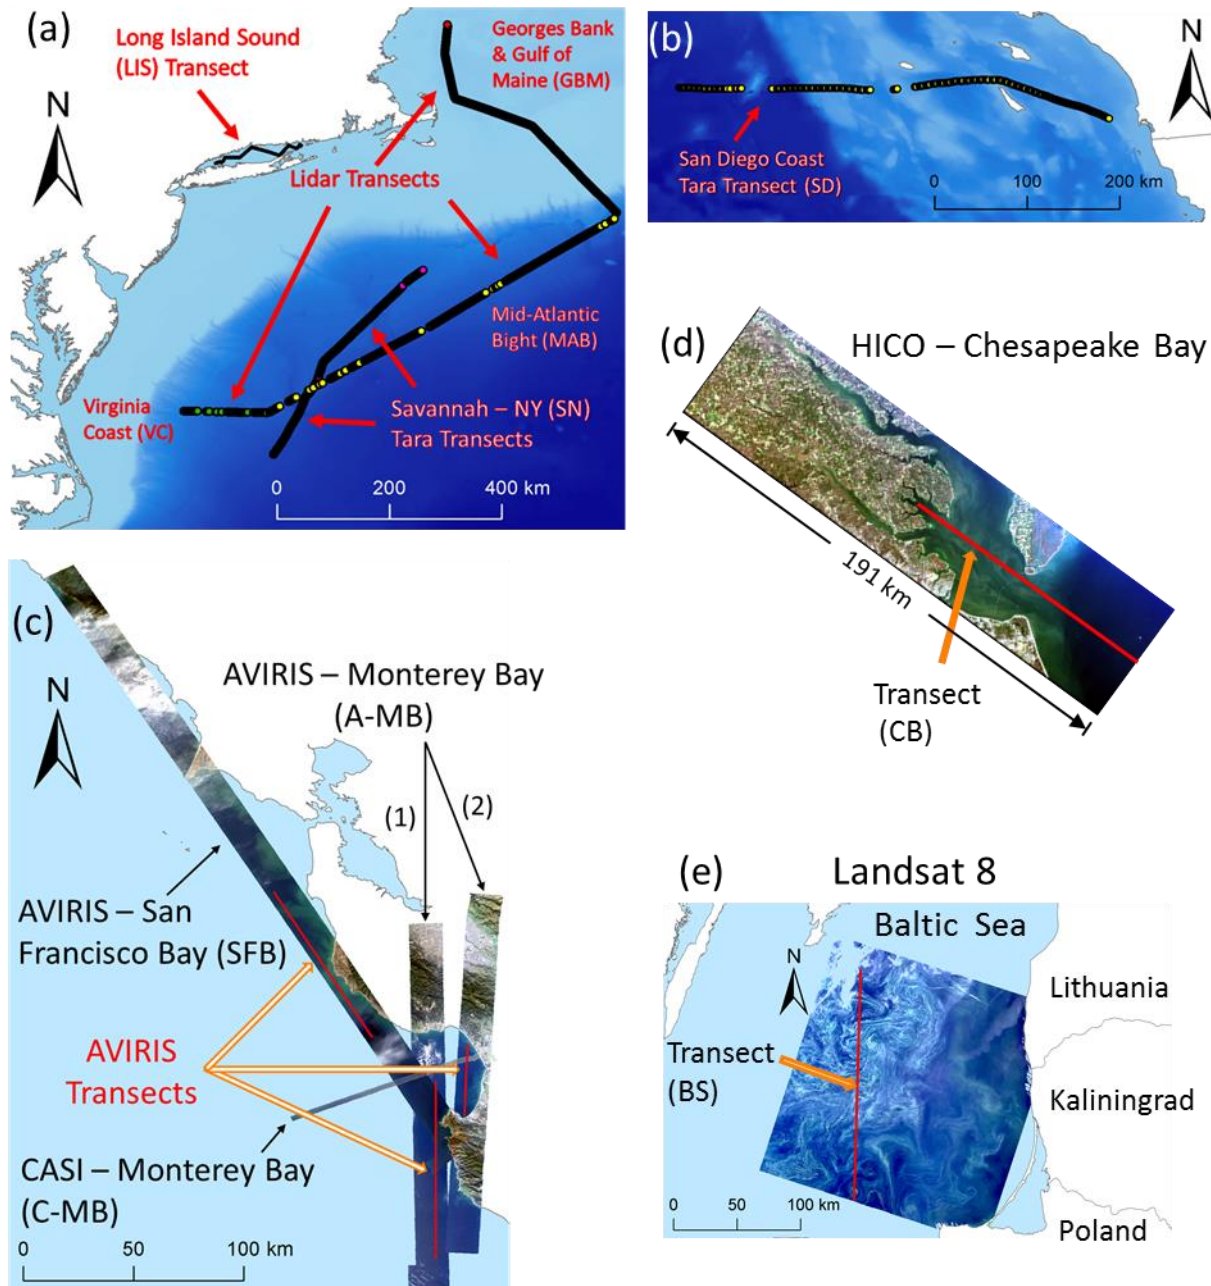 (a)
Long Island Sound
(LIS) Transect
Georges Bank
& Gulf of
Maine (GBM)
N
Lidar Transects
Mid-Atlantic
Bight (MAB)
Virginia
Coast (VC)
Savannah – NY (SN)
Tara Transects
0 200 400 km
(b)
N
San Diego Coast
Tara Transect (SD)
0 100 200 km
(c)
N
AVIRIS – Monterey Bay
(A-MB)
(1)
(2)
AVIRIS – San
Francisco Bay (SFB)
AVIRIS
Transects
CASI – Monterey Bay
(C-MB)
0 50 100 km
(d)
HICO – Chesapeake Bay
191 km
Transect
(CB)
N
(e)
Landsat 8
Baltic Sea
N
Lithuania
Transect
(BS)
Kaliningrad
0 50 100 km
Poland